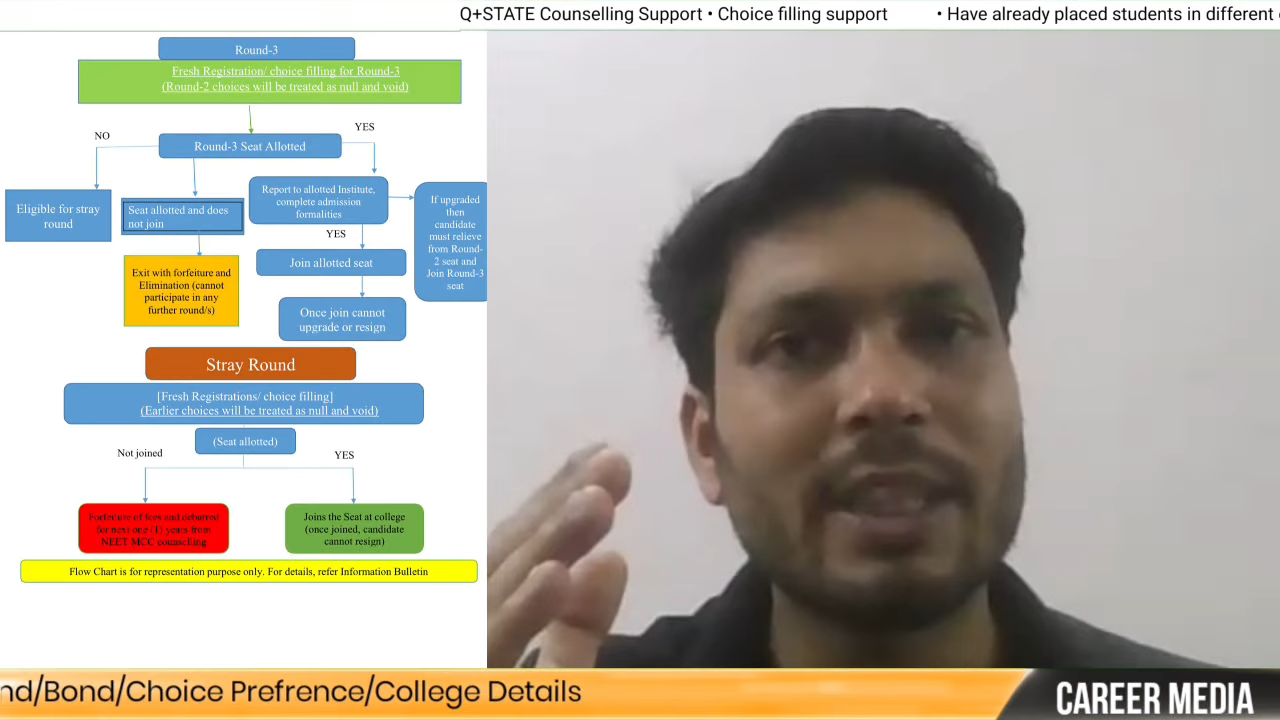 Q+STATE Counselling Support • Choice filling support • Have already placed students in different
Round-3
Fresh Registration/ choice filling for Round-3
(Round-2 choices will be treated as null and void)
NO
YES
Round-3 Seat Allotted
Eligible for stray
round
Seat allotted and does
not join
Report to allotted Institute,
complete admission
formalities
If upgraded
then
candidate
must relieve
from Round-
2 seat and
Join Round-3
seat
YES
Join allotted seat
Exit with forfeiture and
Elimination (cannot
participate in any
further round/s)
Once join cannot
upgrade or resign
Stray Round
[Fresh Registrations/ choice filling]
(Earlier choices will be treated as null and void)
(Seat allotted)
Not joined
YES
Forfeiture of fees and debarred
for next one (1) years from
NEET MCC counselling
Joins the Seat at college
(once joined, candidate
cannot resign)
Flow Chart is for representation purpose only. For details, refer Information Bulletin
nd/Bond/Choice Prefrence/College Details
CAREER MEDIA